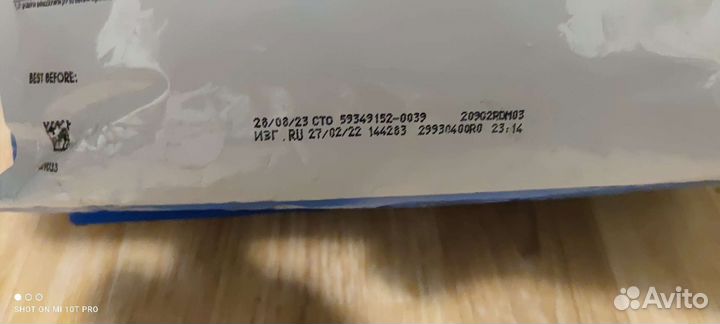 BEST BEFORE:
28/08/23 СТО 59349152-0039 20902RDM03
ИЗГ.RU 27/02/22 144283 29930400R0 23:14
SHOT ON MI 10T PRO
Avito